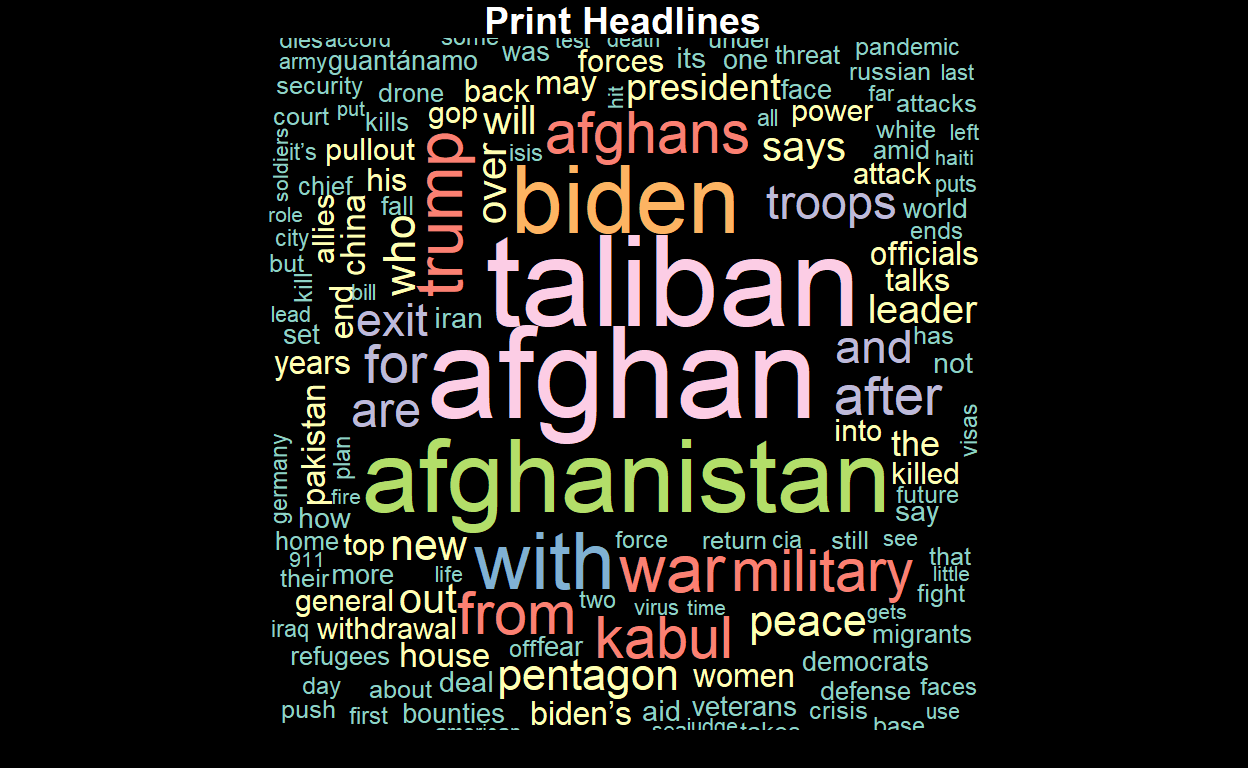 Print Headlines
dies accord some was test death under pandemic
army guantánamo forces its one threat russian last
security drone back may hit president face far attacks
court put kills gop will afghans all power white left
soldiers it's pullout trump over isis says amid haiti
chief his biden attack puts
role allies china fall who troops world
city ends
but taliban officials
kill bill talks
lead end exit iran leader
set and has
years for afghan not
are after
pakistan into the visas
germany plan afghanistan killed
fire future
how say
home top new with force return cia still see
911 war military that
their more life little
general out from two virus time fight
iraq withdrawal kabul peace gets migrants
refugees house off fear democrats
day about deal pentagon women defense faces
push first bounties biden’s aid veterans crisis use
american judge takes base